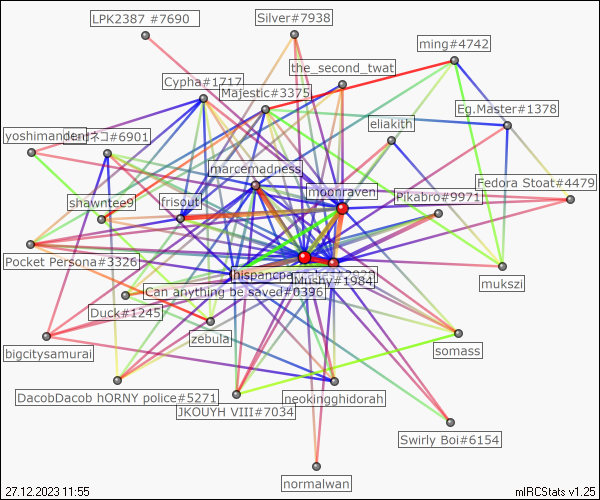 LPK2387 #7690
Silver#7938
ming#4742
the_second_twat
Cypha#1717
Majestic#3375
Eg.Master#1378
eliakith
yoshimanden
ネコ#6901
marcemadness
moonraven
Fedora Stoat#4479
Pikabro#9971
shawntee9
frisout
Pocket Persona#3326
Mushy#1984
mukszi
Can anything be saved#0396
Duck#1245
zebula
somass
bigcitysamurai
DacobDacob hORNY police#5271
neokingghidorah
JKOUYH VIII#7034
Swirly Boi#6154
normalwan
27.12.2023 11:55
mIRCStats v1.25